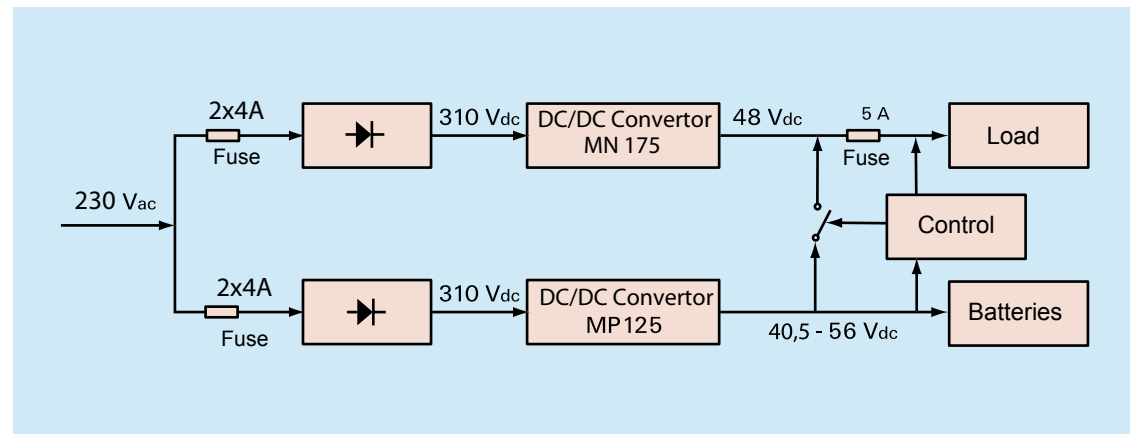 2x4A
Fuse
310 Vdc
DC/DC Convertor
MN 175
48 Vdc
5 A
Fuse
Load
230 Vac
Control
2x4A
Fuse
310 Vdc
DC/DC Convertor
MP125
40,5 - 56 Vdc
Batteries